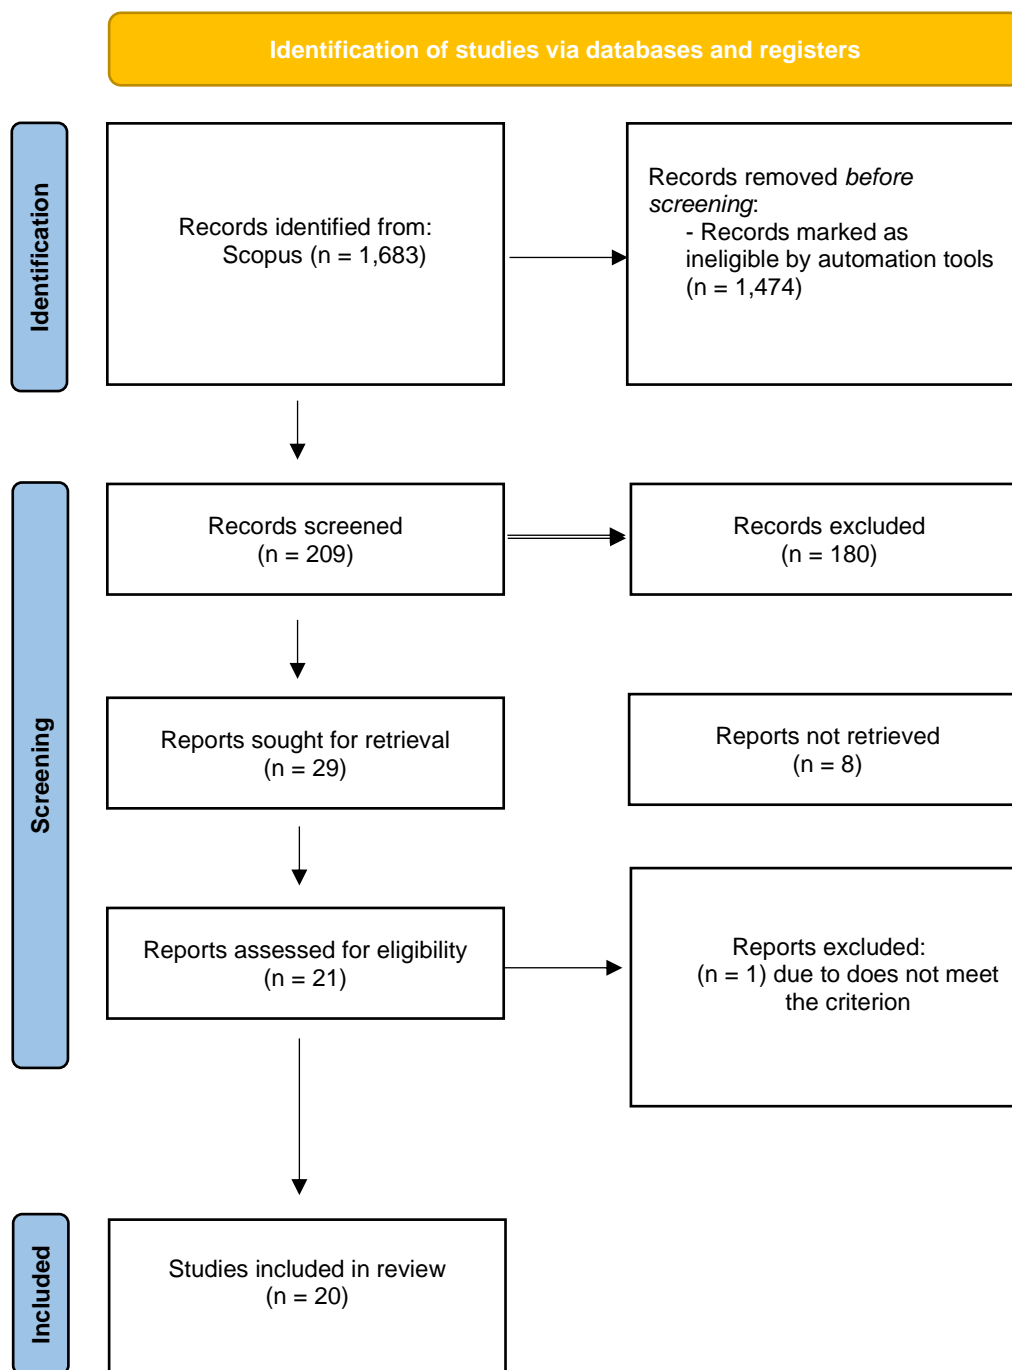 Identification of studies via databases and registers
Identification
Records identified from:
Scopus (n = 1,683)
Records removed before
screening:
- Records marked as
ineligible by automation tools
(n = 1,474)
Screening
Records screened
(n = 209)
Records excluded
(n = 180)
Reports sought for retrieval
(n = 29)
Reports not retrieved
(n = 8)
Reports assessed for eligibility
(n = 21)
Reports excluded:
(n = 1) due to does not meet
the criterion
Included
Studies included in review
(n = 20)